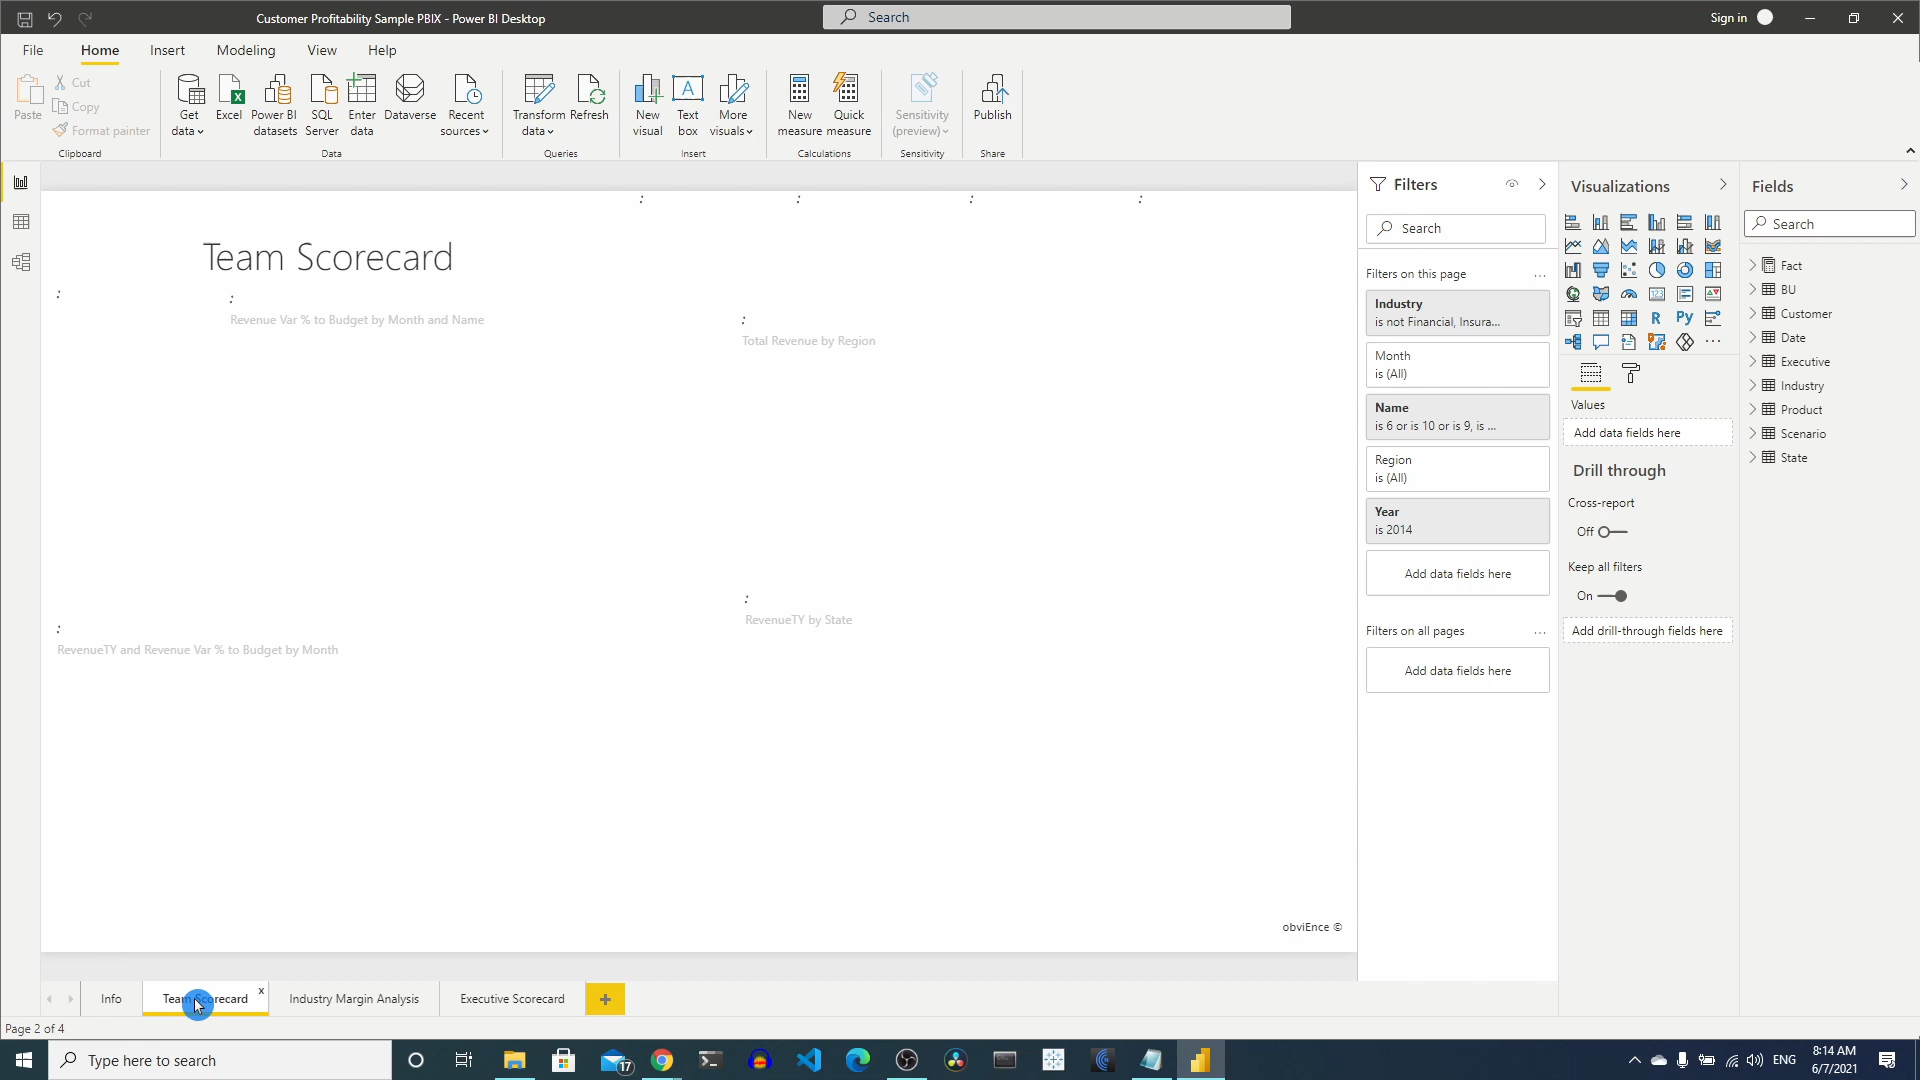 Customer Profitability Sample PBIX - Power BI Desktop
Search
Sign in
File
Home
Insert
Modeling
View
Help
Paste
Cut
Copy
Format painter
Clipboard
Get data
Excel
Power BI datasets
SQL Server
Enter data
Dataverse
Recent sources
Data
Transform data
Refresh
Queries
New visual
Text box
More visuals
Insert
New measure
Quick measure
Calculations
Sensitivity (preview)
Sensitivity
Publish
Share
: : : :
Team Scorecard
:
:
Revenue Var % to Budget by Month and Name
:
Total Revenue by Region
:
RevenueTY by State
:
RevenueTY and Revenue Var % to Budget by Month
obviEnce ©
Filters
Search
Filters on this page
...
Industry
is not Financial, Insura...
Month
is (All)
Name
is 6 or is 10 or is 9, is ...
Region
is (All)
Year
is 2014
Add data fields here
Filters on all pages
...
Add data fields here
Visualizations
R
Py
...
Values
Add data fields here
Drill through
Cross-report
Off
Keep all filters
On
Add drill-through fields here
Fields
Search
Fact
BU
Customer
Date
Executive
Industry
Product
Scenario
State
Info
Team Scorecard
x
Industry Margin Analysis
Executive Scorecard
+
Page 2 of 4
Type here to search
17
ENG
8:14 AM
6/7/2021